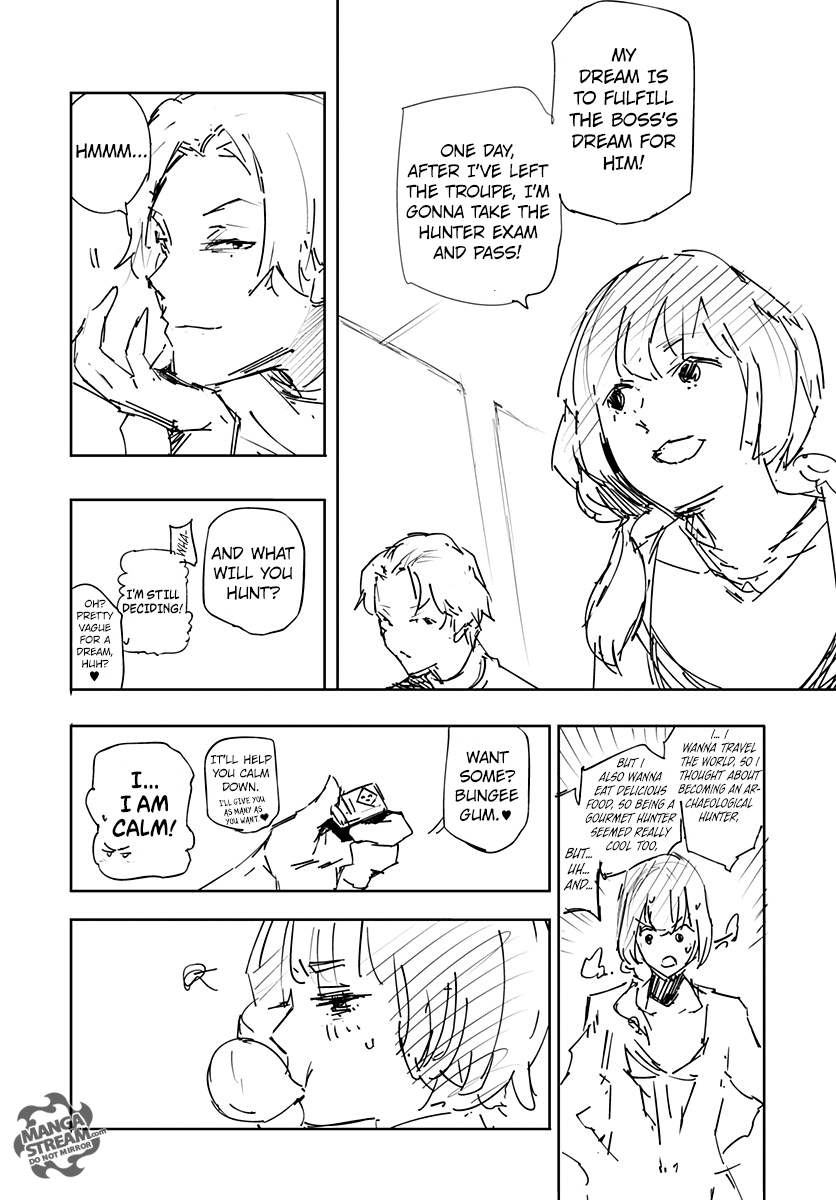 MY
DREAM IS
TO FULFILL
THE BOSS'S
DREAM FOR
HIM!
ONE DAY,
AFTER I'VE LEFT
THE TROUPE, I'M
GONNA TAKE THE
HUNTER EXAM
AND PASS!
HMMM...
AND WHAT
WILL YOU
HUNT?
WHA-
I'M STILL
DECIDING!
OH?
PRETTY
VAGUE
FOR A
DREAM,
HUH?
♥
I... I
WANNA TRAVEL
THE WORLD, SO I
THOUGHT ABOUT
BECOMING AN AR-
CHAEOLOGICAL
HUNTER.
BUT I
ALSO WANNA
EAT DELICIOUS
FOOD, SO BEING A
GOURMET HUNTER
SEEMED REALLY
COOL TOO.
BUT...
UH...
AND...
WANT
SOME?
BUNGEE
GUM.♥
IT'LL HELP
YOU CALM
DOWN.
I'LL GIVE YOU
AS MANY AS
YOU WANT.♥
I...
I AM
CALM!
MANGA
STREAM.com
DO NOT MIRROR